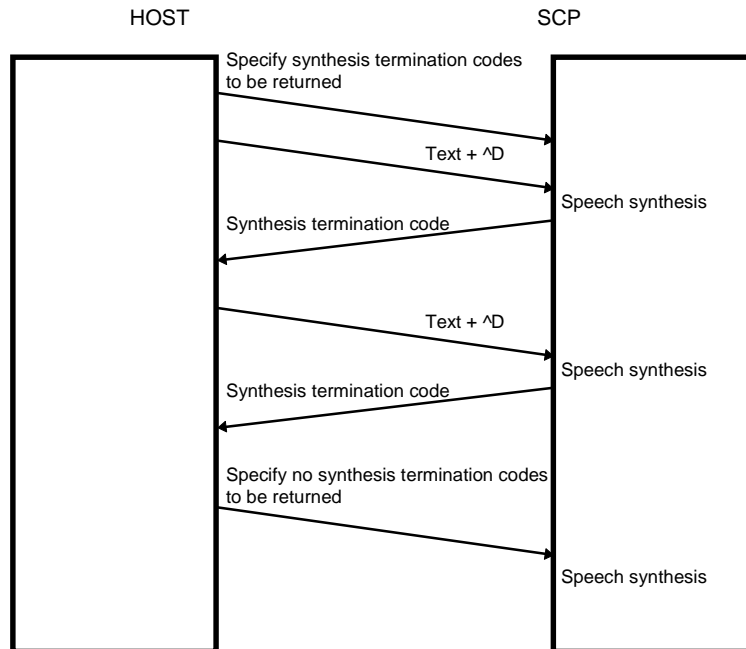 HOST
SCP
Specify synthesis termination codes
to be returned
Text + ^D
Speech synthesis
Synthesis termination code
Text + ^D
Speech synthesis
Synthesis termination code
Specify no synthesis termination codes
to be returned
Speech synthesis